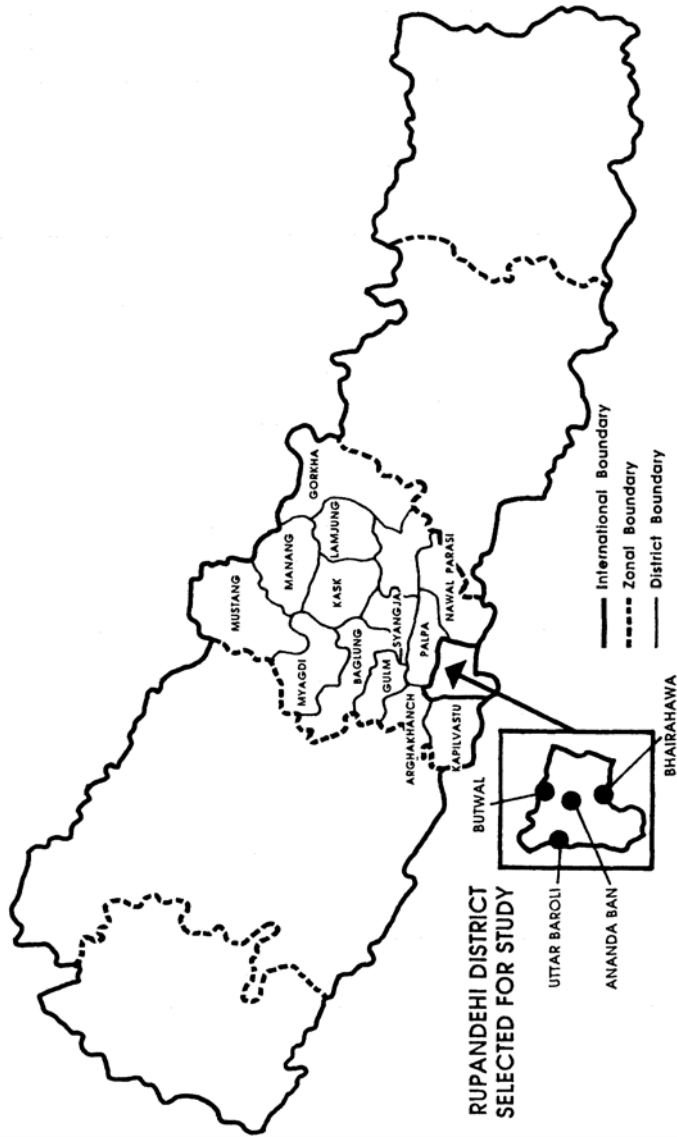 MUSTANG
MANANG
GORKHA
MYAGDI
KASK
LAMJUNG
BAGLUNG
GULM
SYANGJA
ARGHAKHANCH
PALPA
KAPILVASTU
NAWAL PARASI
RUPANDEHI DISTRICT
SELECTED FOR STUDY
BUTWAL
UTTAR BAROLI
ANANDA BAN
BHAIRAHAWA
International Boundary
Zonal Boundary
District Boundary